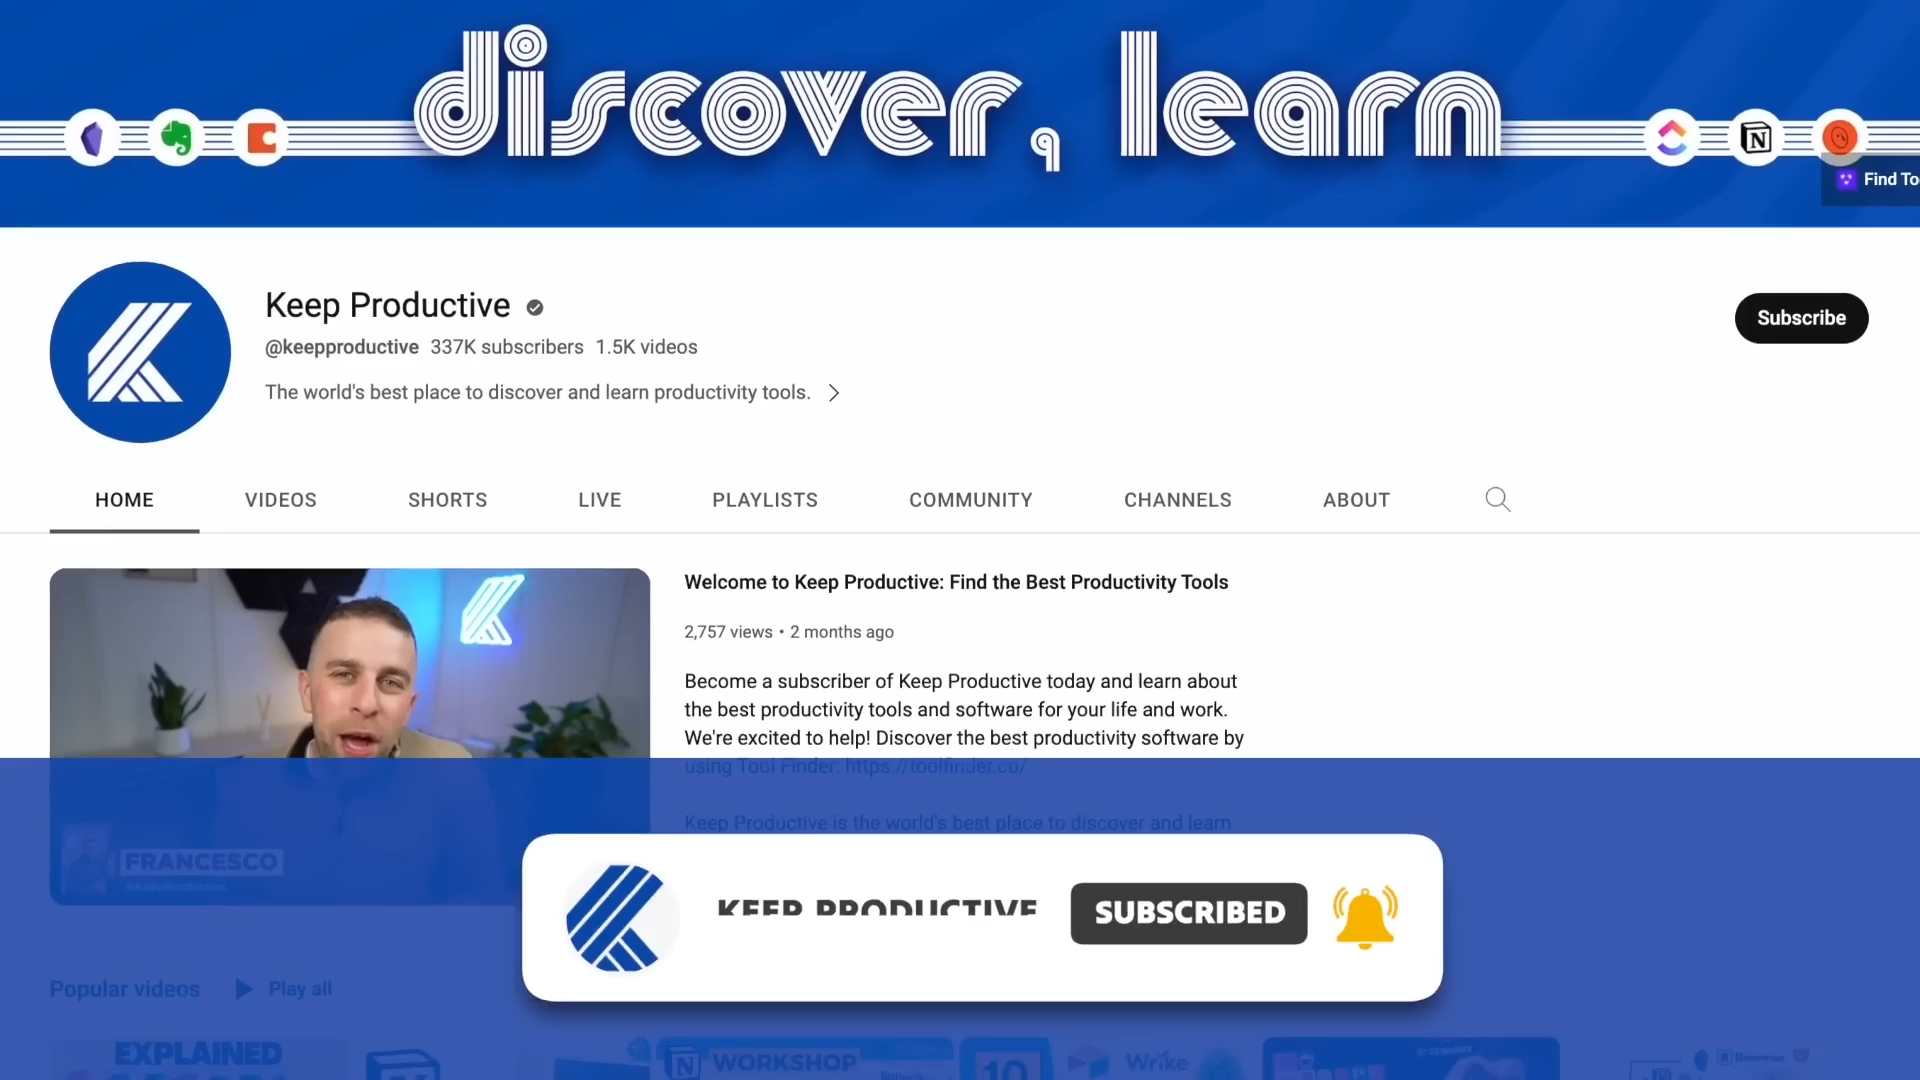 discover, learn
Find Too
Keep Productive
Subscribe
@keepproductive 337K subscribers 1.5K videos
The world's best place to discover and learn productivity tools.
HOME VIDEOS SHORTS LIVE PLAYLISTS COMMUNITY CHANNELS ABOUT
Welcome to Keep Productive: Find the Best Productivity Tools
2,757 views • 2 months ago
Become a subscriber of Keep Productive today and learn about
the best productivity tools and software for your life and work.
We're excited to help! Discover the best productivity software by
using Tool Finder: https://toolfinder.co/
Keep Productive is the world's best place to discover and learn
FRANCESCO
@KeepProductive
KEEP PRODUCTIVE SUBSCRIBED
Popular videos Play all
EXPLAINED
WORKSHOP
10
Wrike